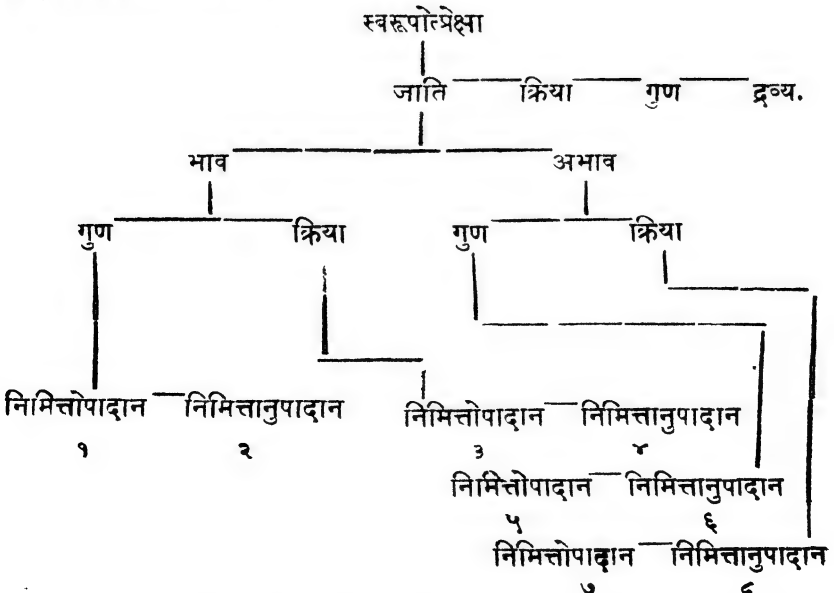 स्वरूपोत्प्रेक्षा
जाति क्रिया गुण द्रव्य.
भाव अभाव
गुण क्रिया गुण क्रिया
निमित्तोपादान निमित्तानुपादान निमित्तोपादान निमित्तानुपादान
१ २ ३ ४
निमित्तोपादान निमित्तानुपादान
५ ६
निमित्तोपादान निमित्तानुपादान
७ ८